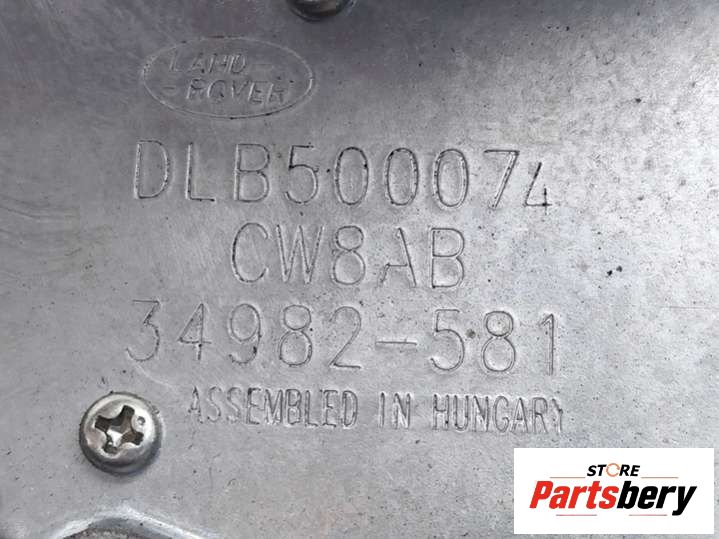 LAND-
-ROVER
DLB500074
CW8AB
34982-581
ASSEMBLED IN HUNGARY
STORE
Partsbery